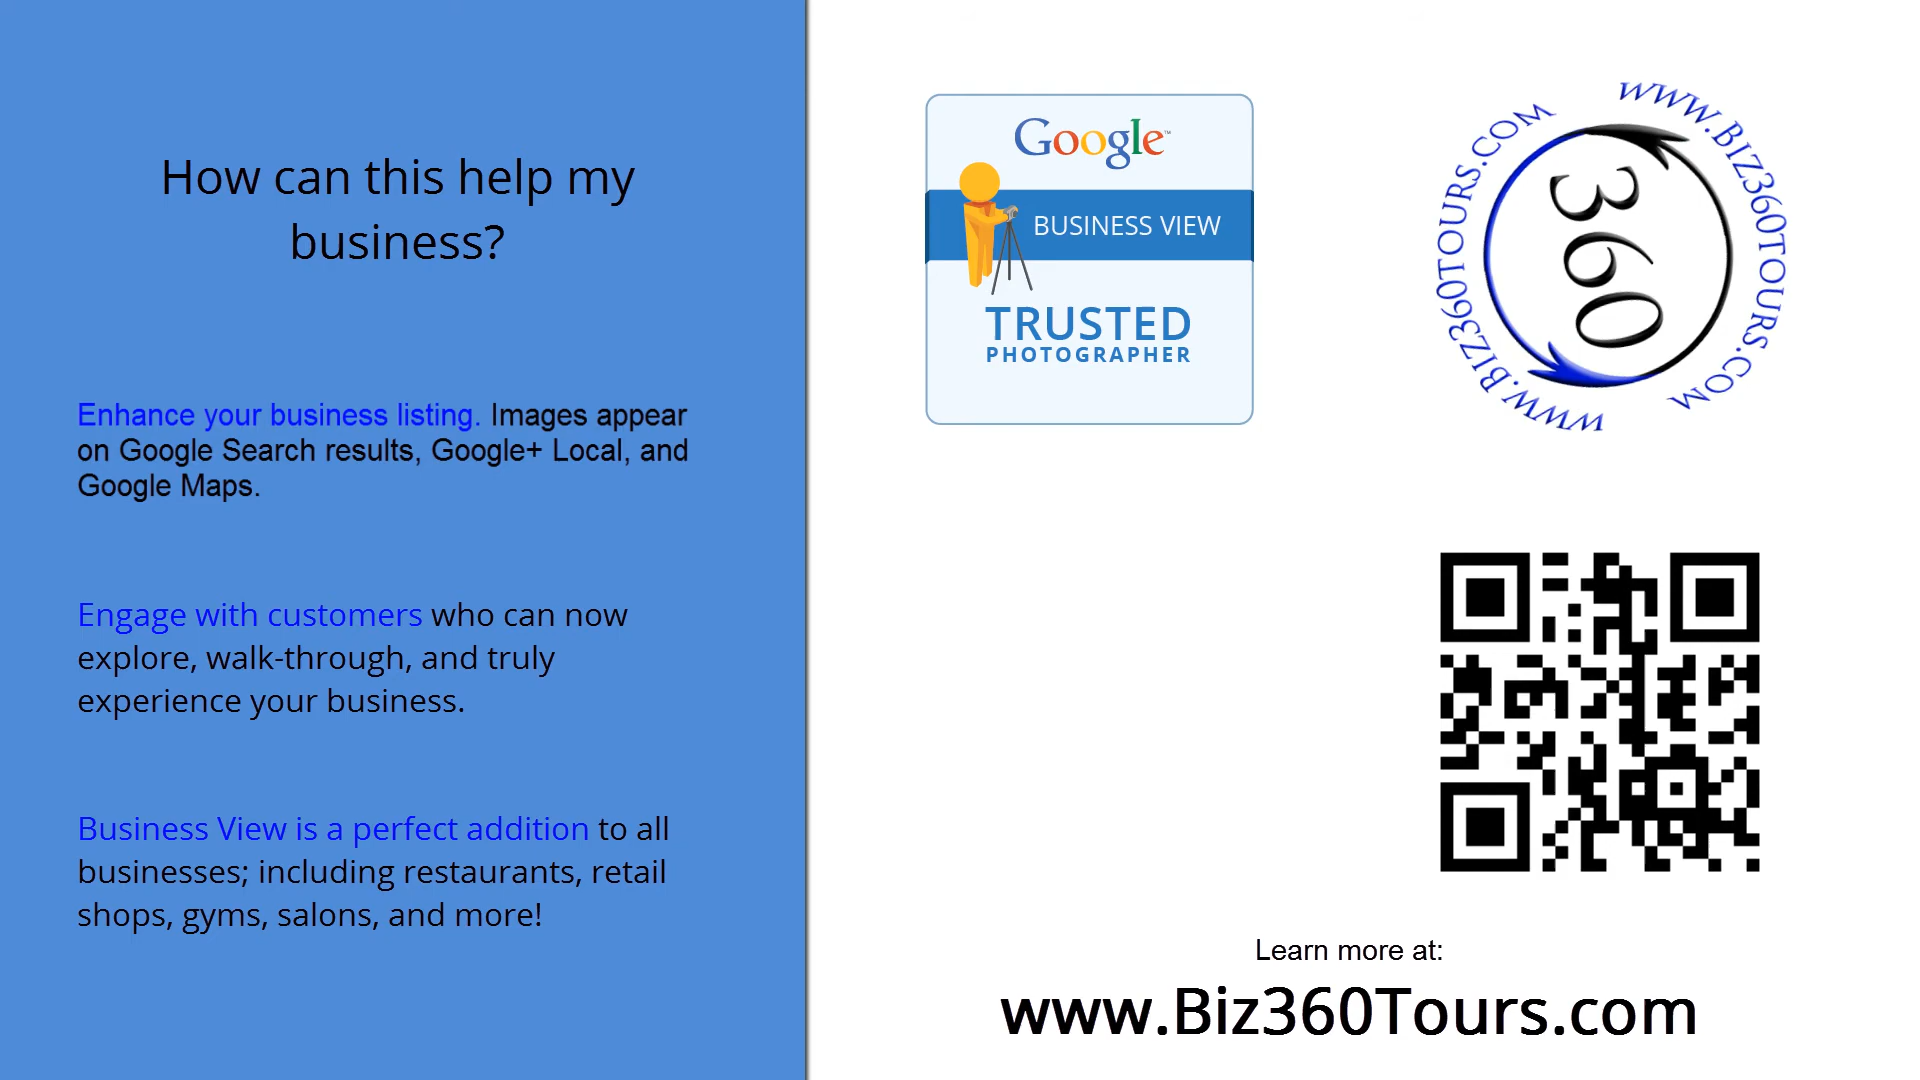 How can this help my
business?
Enhance your business listing. Images appear
on Google Search results, Google+ Local, and
Google Maps.
Engage with customers who can now
explore, walk-through, and truly
experience your business.
Business View is a perfect addition to all
businesses; including restaurants, retail
shops, gyms, salons, and more!
Google™
BUSINESS VIEW
TRUSTED
PHOTOGRAPHER
www.Biz360Tours.com
www.Biz360Tours.com
360
Learn more at:
www.Biz360Tours.com